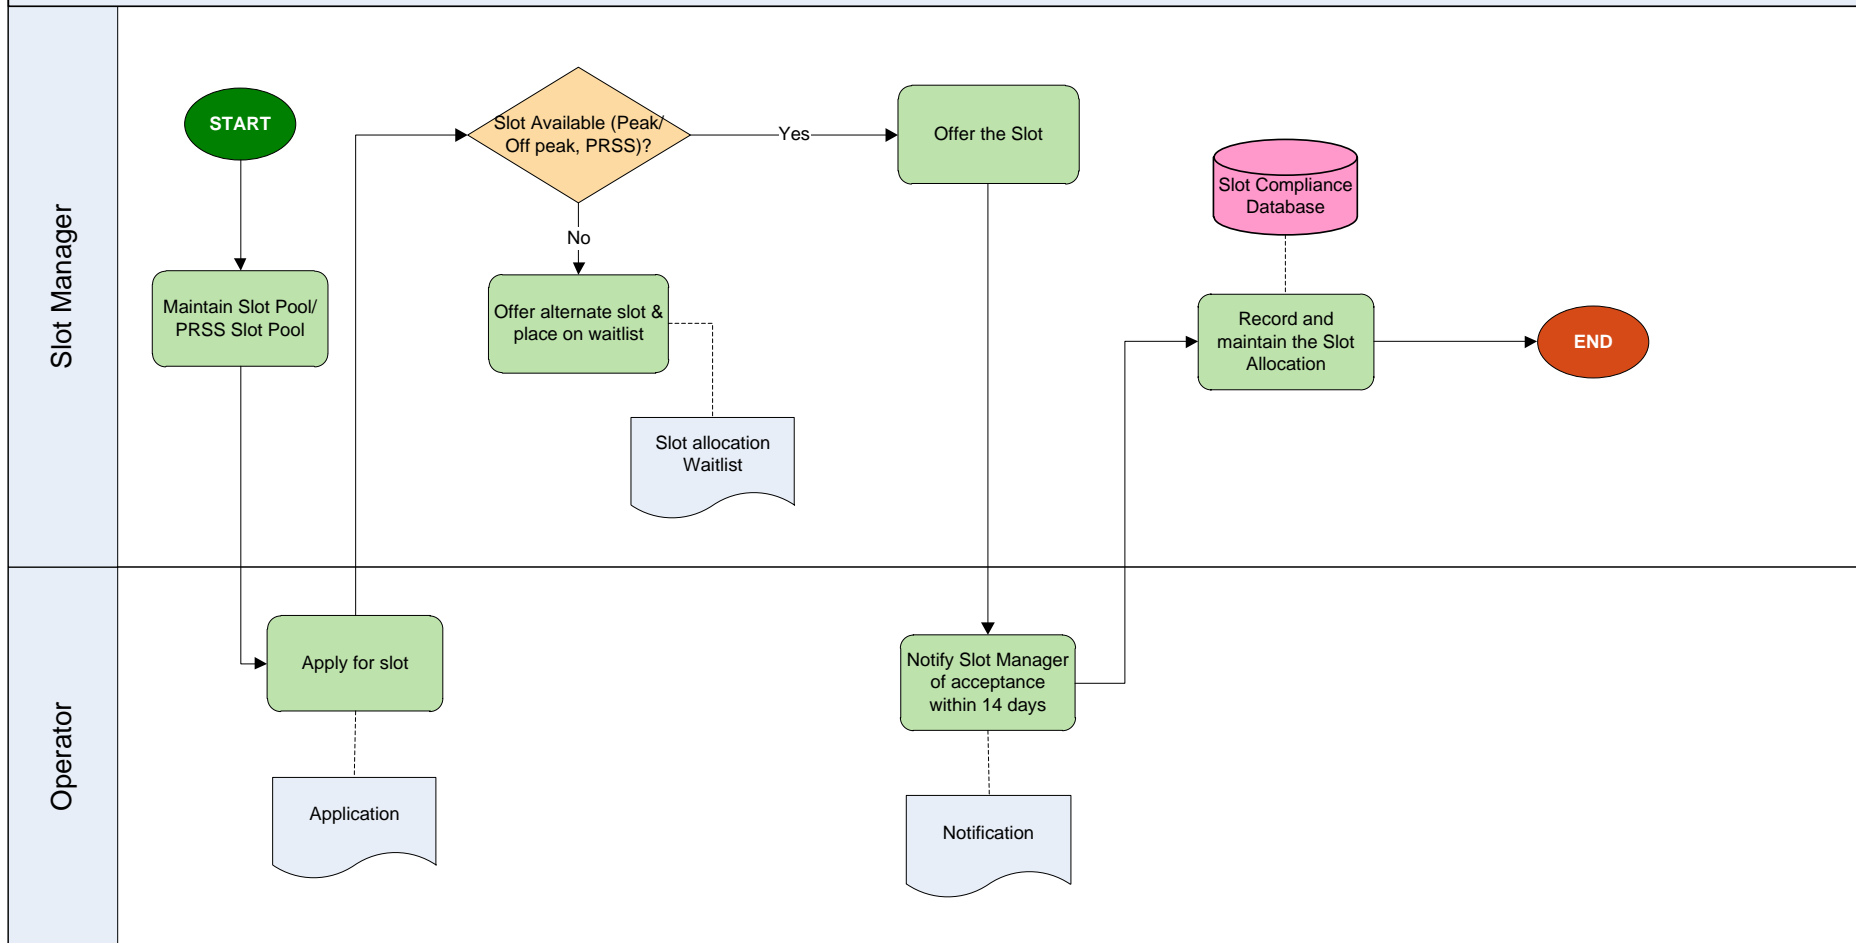 Slot Manager
START
Maintain Slot Pool/
PRSS Slot Pool
Slot Available (Peak/
Off peak, PRSS)?
Yes
No
Offer the Slot
Offer alternate slot &
place on waitlist
Slot allocation
Waitlist
Slot Compliance
Database
Record and
maintain the Slot
Allocation
END
Operator
Apply for slot
Application
Notify Slot Manager
of acceptance
within 14 days
Notification